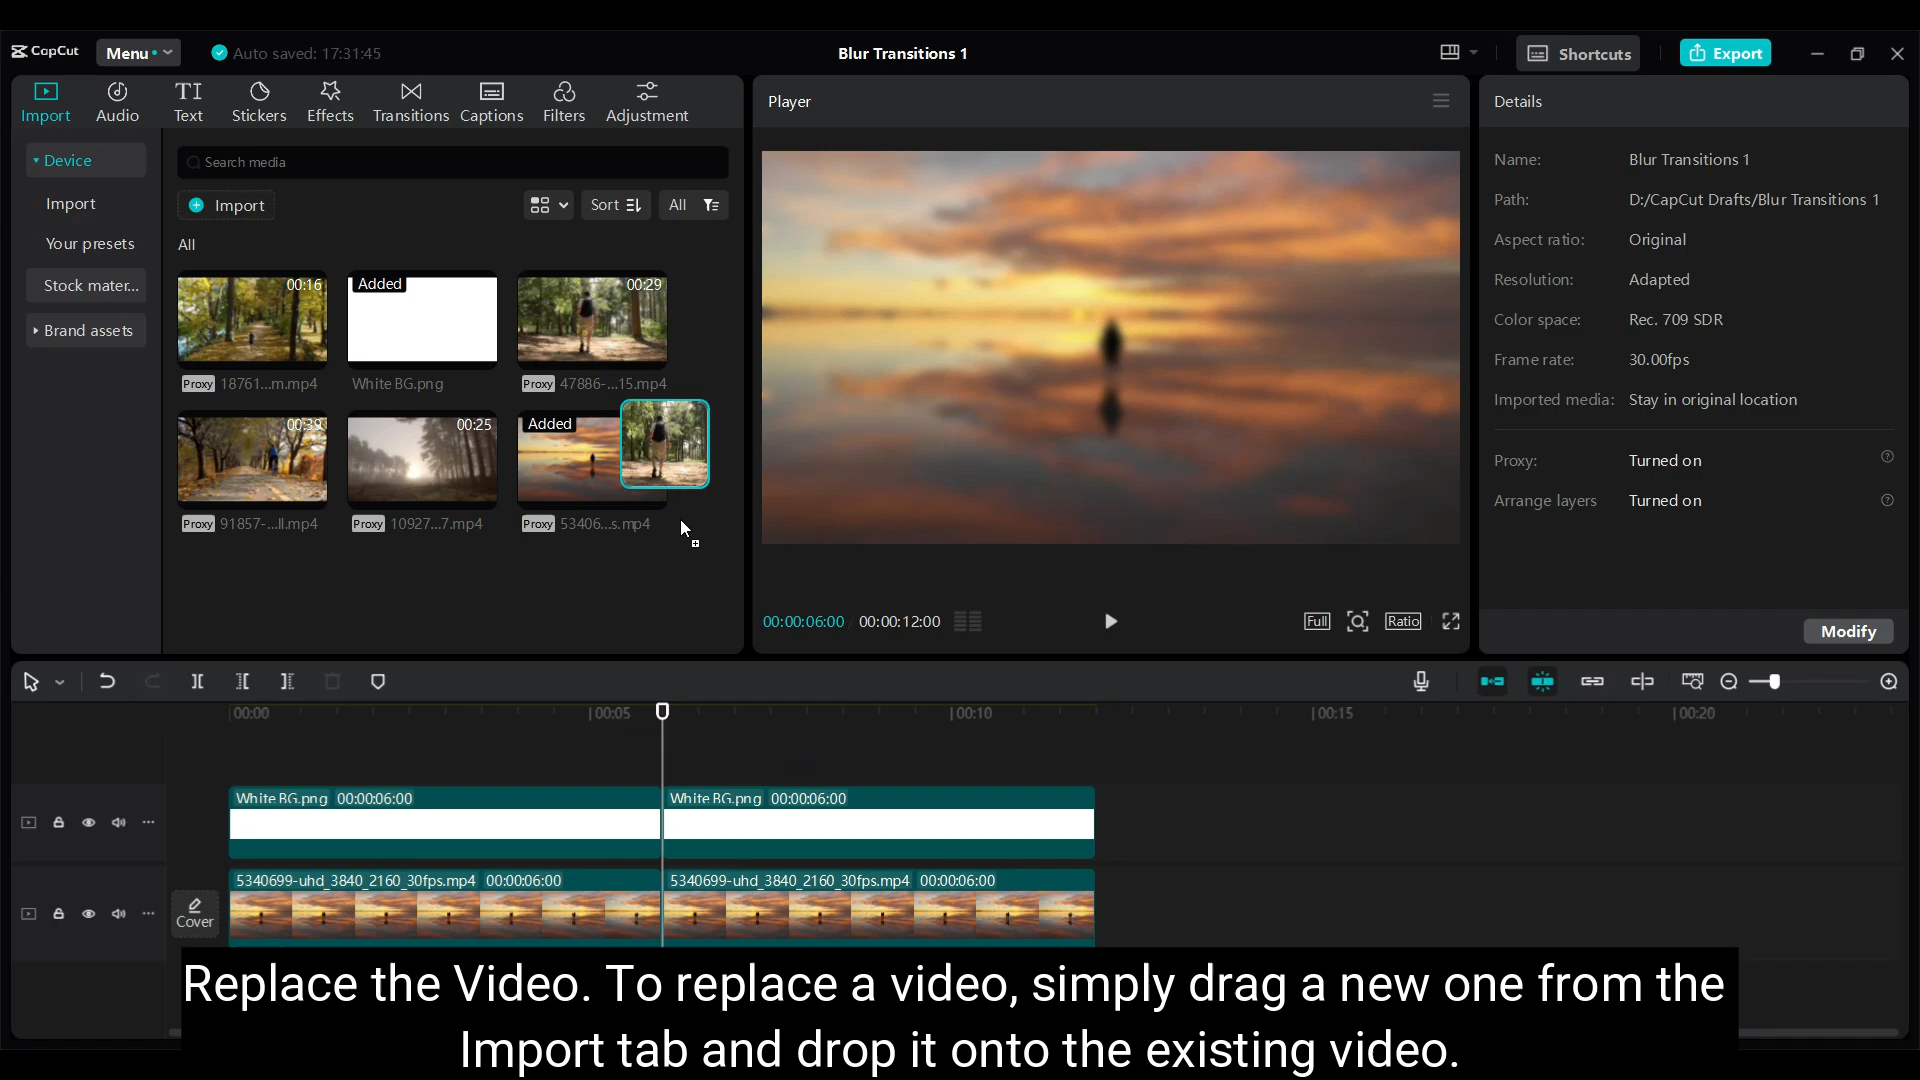 CapCut
Menu
Auto saved: 17:31:45
Blur Transitions 1
Shortcuts
Export
Import
Audio
TI
Text
Stickers
Effects
Transitions
Captions
Filters
Adjustment
Device
Import
Your presets
Stock mater...
Brand assets
Search media
Import
Sort
All
All
00:16
Added
00:29
Proxy 18761...m.mp4
White BG.png
Proxy 47886-...15.mp4
00:39
00:25
Added
Proxy 91857-...ll.mp4
Proxy 10927...7.mp4
Proxy 53406...s.mp4
Player
00:00:06:00 00:00:12:00
Full
Ratio
Details
Name: Blur Transitions 1
Path: D:/CapCut Drafts/Blur Transitions 1
Aspect ratio: Original
Resolution: Adapted
Color space: Rec. 709 SDR
Frame rate: 30.00fps
Imported media: Stay in original location
Proxy: Turned on
Arrange layers Turned on
Modify
00:00
00:05
00:10
00:15
00:20
White BG.png 00:00:06:00
White BG.png 00:00:06:00
Cover
5340699-uhd_3840_2160_30fps.mp4 00:00:06:00
5340699-uhd_3840_2160_30fps.mp4 00:00:06:00
Replace the Video. To replace a video, simply drag a new one from the
Import tab and drop it onto the existing video.